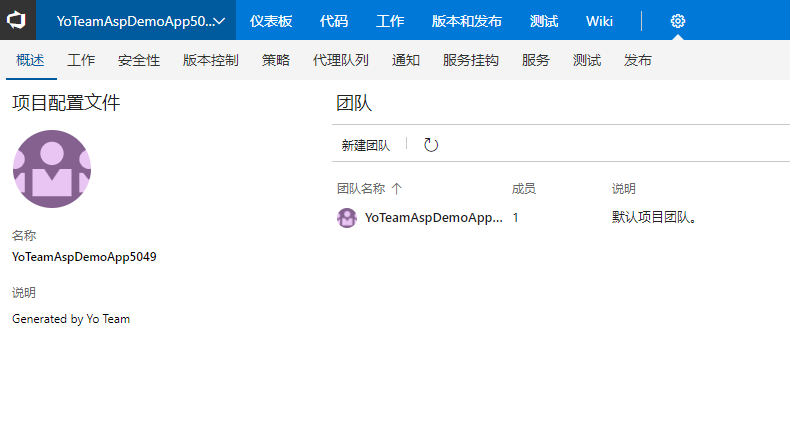 YoTeamAspDemoApp50... 仪表板 代码 工作 版本和发布 测试 Wiki
概述 工作 安全性 版本控制 策略 代理队列 通知 服务挂钩 服务 测试 发布
项目配置文件
名称
YoTeamAspDemoApp5049
说明
Generated by Yo Team
团队
新建团队
团队名称 成员 说明
YoTeamAspDemoApp... 1 默认项目团队。